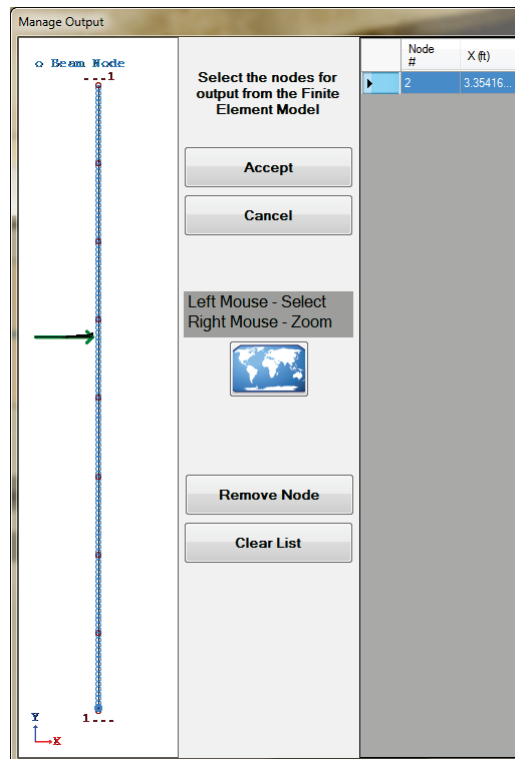 Manage Output
o Beam Node
---1
Select the nodes for
output from the Finite
Element Model
Accept
Cancel
Left Mouse - Select
Right Mouse - Zoom
Remove Node
Clear List
1---
Y
X
Node
#
X (ft)
2
3.35416...